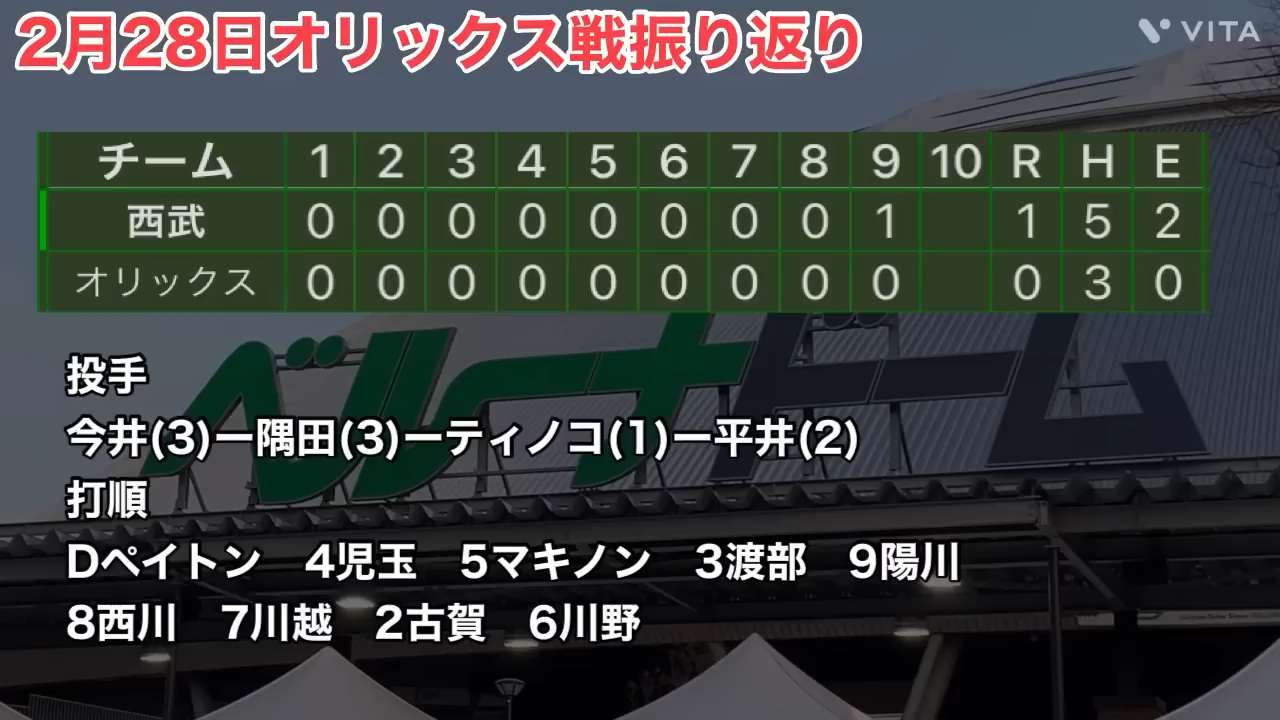 2月28日オリックス戦振り返り
VITA
チーム 1 2 3 4 5 6 7 8 9 10 R H E
西武 0 0 0 0 0 0 0 0 1 1 5 2
オリックス 0 0 0 0 0 0 0 0 0 0 3 0
ベルーナドーム
投手
今井(3)ー隅田(3)ーティノコ(1)ー平井(2)
打順
Dペイトン　4児玉　5マキノン　3渡部　9陽川
8西川　7川越　2古賀　6川野